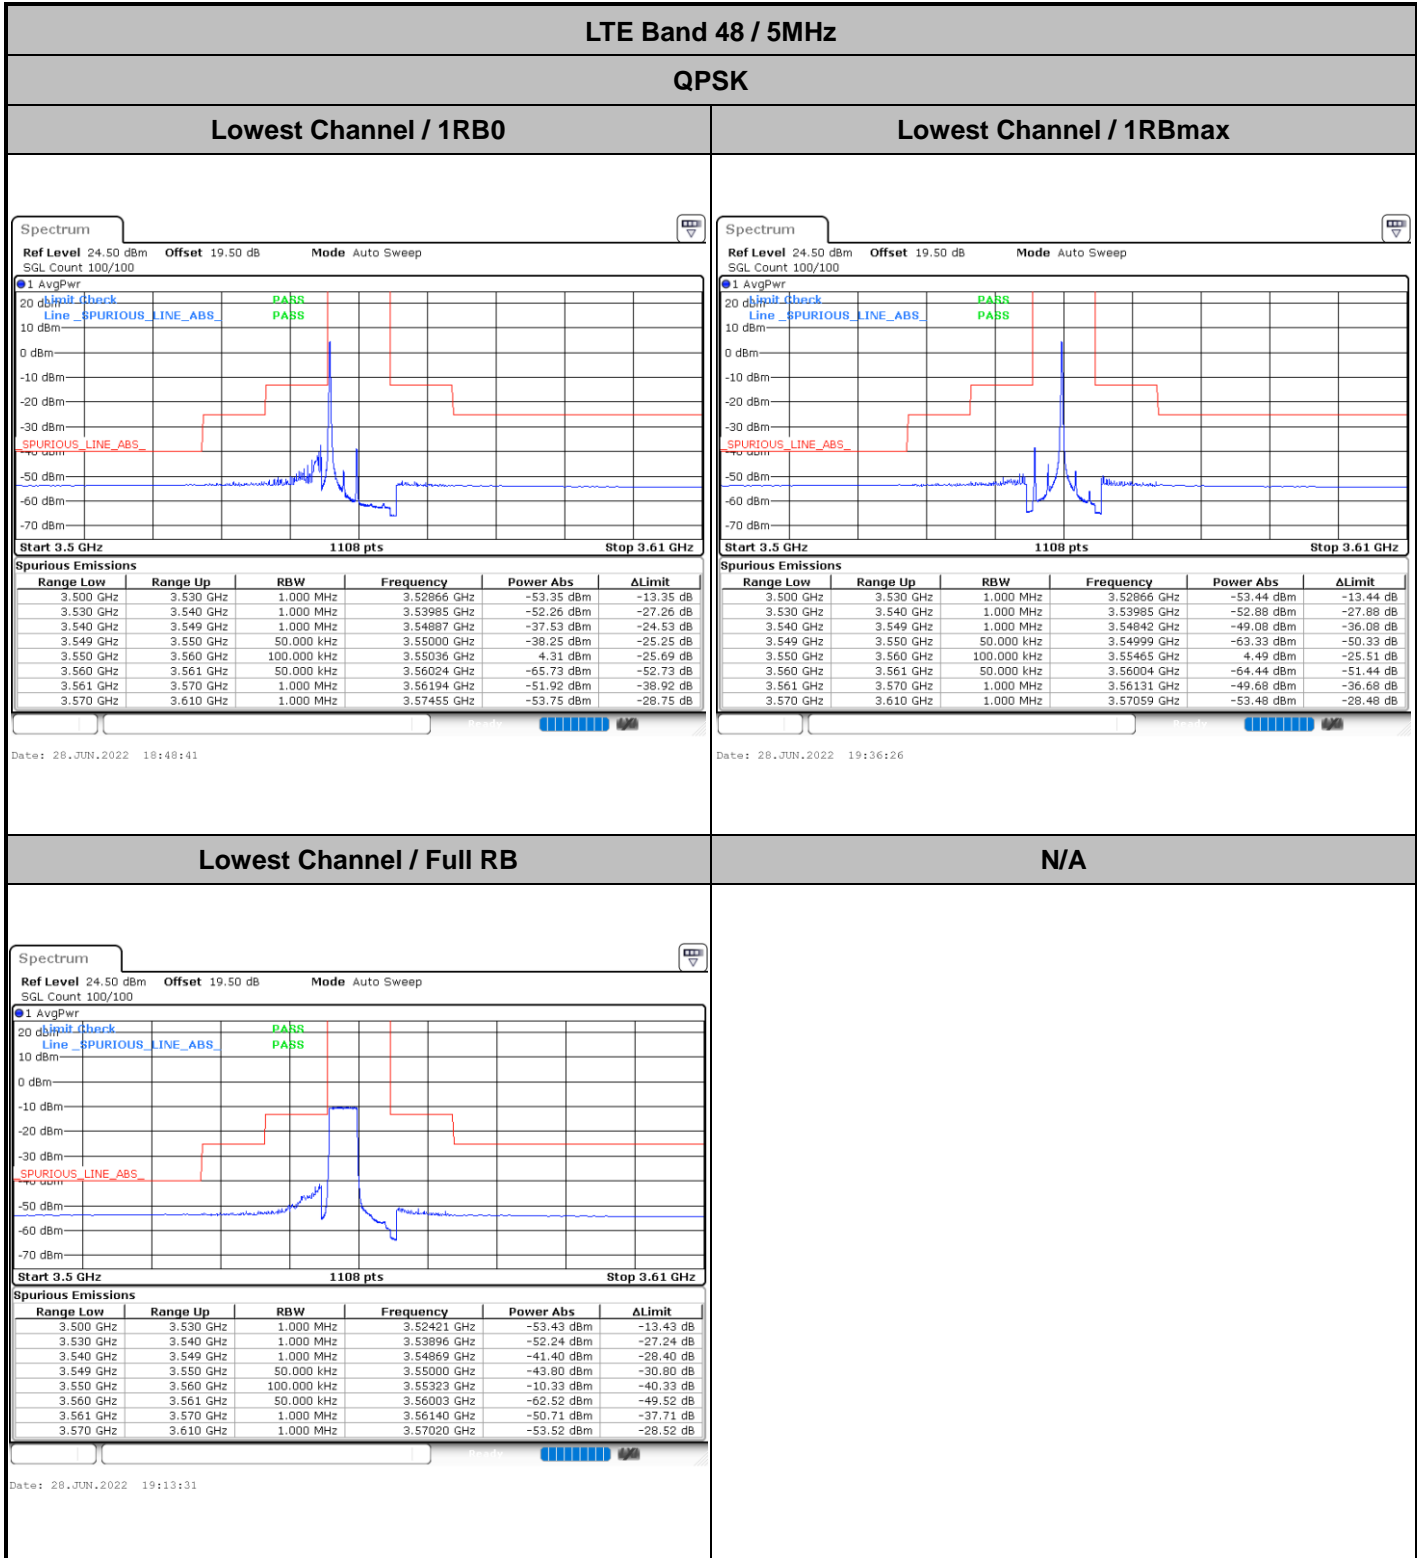 LTE Band 48 / 5MHz
QPSK
Lowest Channel / 1RB0
Lowest Channel / 1RBmax
Spectrum
Ref Level 24.50 dBm Offset 19.50 dB Mode Auto Sweep
SGL Count 100/100
1 AvgPwr
Limit Check PASS
Line _SPURIOUS_LINE_ABS_ PASS
20 dBm
10 dBm
0 dBm
-10 dBm
-20 dBm
-30 dBm
_SPURIOUS_LINE_ABS_
-40 dBm
-50 dBm
-60 dBm
-70 dBm
Start 3.5 GHz 1108 pts Stop 3.61 GHz
Spurious Emissions
Range Low Range Up RBW Frequency Power Abs ΔLimit
3.500 GHz 3.530 GHz 1.000 MHz 3.52866 GHz -53.35 dBm -13.35 dB
3.530 GHz 3.540 GHz 1.000 MHz 3.53985 GHz -52.26 dBm -27.26 dB
3.540 GHz 3.549 GHz 1.000 MHz 3.54887 GHz -37.53 dBm -24.53 dB
3.549 GHz 3.550 GHz 50.000 kHz 3.55000 GHz -38.25 dBm -25.25 dB
3.550 GHz 3.560 GHz 100.000 kHz 3.55036 GHz 4.31 dBm -25.69 dB
3.560 GHz 3.561 GHz 50.000 kHz 3.56024 GHz -65.73 dBm -52.73 dB
3.561 GHz 3.570 GHz 1.000 MHz 3.56194 GHz -51.92 dBm -38.92 dB
3.570 GHz 3.610 GHz 1.000 MHz 3.57455 GHz -53.75 dBm -28.75 dB
Date: 28.JUN.2022 18:48:41
Spectrum
Ref Level 24.50 dBm Offset 19.50 dB Mode Auto Sweep
SGL Count 100/100
1 AvgPwr
Limit Check PASS
Line _SPURIOUS_LINE_ABS_ PASS
20 dBm
10 dBm
0 dBm
-10 dBm
-20 dBm
-30 dBm
_SPURIOUS_LINE_ABS_
-40 dBm
-50 dBm
-60 dBm
-70 dBm
Start 3.5 GHz 1108 pts Stop 3.61 GHz
Spurious Emissions
Range Low Range Up RBW Frequency Power Abs ΔLimit
3.500 GHz 3.530 GHz 1.000 MHz 3.52866 GHz -53.44 dBm -13.44 dB
3.530 GHz 3.540 GHz 1.000 MHz 3.53985 GHz -52.88 dBm -27.88 dB
3.540 GHz 3.549 GHz 1.000 MHz 3.54842 GHz -49.08 dBm -36.08 dB
3.549 GHz 3.550 GHz 50.000 kHz 3.54999 GHz -63.33 dBm -50.33 dB
3.550 GHz 3.560 GHz 100.000 kHz 3.55465 GHz 4.49 dBm -25.51 dB
3.560 GHz 3.561 GHz 50.000 kHz 3.56004 GHz -64.44 dBm -51.44 dB
3.561 GHz 3.570 GHz 1.000 MHz 3.56131 GHz -49.68 dBm -36.68 dB
3.570 GHz 3.610 GHz 1.000 MHz 3.57059 GHz -53.48 dBm -28.48 dB
Ready
Date: 28.JUN.2022 19:36:26
Lowest Channel / Full RB
N/A
Spectrum
Ref Level 24.50 dBm Offset 19.50 dB Mode Auto Sweep
SGL Count 100/100
1 AvgPwr
Limit Check PASS
Line _SPURIOUS_LINE_ABS_ PASS
20 dBm
10 dBm
0 dBm
-10 dBm
-20 dBm
-30 dBm
_SPURIOUS_LINE_ABS_
-40 dBm
-50 dBm
-60 dBm
-70 dBm
Start 3.5 GHz 1108 pts Stop 3.61 GHz
Spurious Emissions
Range Low Range Up RBW Frequency Power Abs ΔLimit
3.500 GHz 3.530 GHz 1.000 MHz 3.52421 GHz -53.43 dBm -13.43 dB
3.530 GHz 3.540 GHz 1.000 MHz 3.53896 GHz -52.24 dBm -27.24 dB
3.540 GHz 3.549 GHz 1.000 MHz 3.54869 GHz -41.40 dBm -28.40 dB
3.549 GHz 3.550 GHz 50.000 kHz 3.55000 GHz -43.80 dBm -30.80 dB
3.550 GHz 3.560 GHz 100.000 kHz 3.55323 GHz -10.33 dBm -40.33 dB
3.560 GHz 3.561 GHz 50.000 kHz 3.56003 GHz -62.52 dBm -49.52 dB
3.561 GHz 3.570 GHz 1.000 MHz 3.56140 GHz -50.71 dBm -37.71 dB
3.570 GHz 3.610 GHz 1.000 MHz 3.57020 GHz -53.52 dBm -28.52 dB
Date: 28.JUN.2022 19:13:31